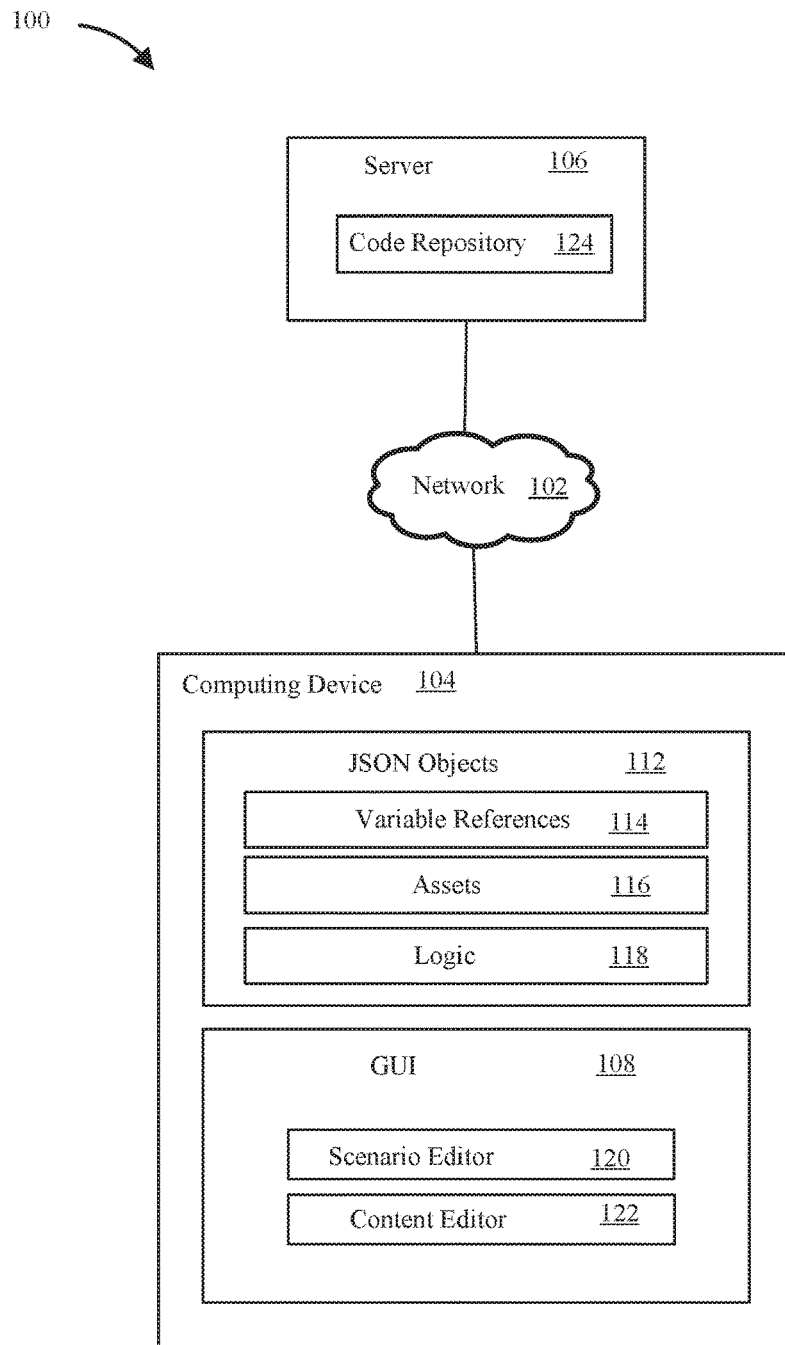 100
Server 106
Code Repository 124
Network 102
Computing Device 104
JSON Objects 112
Variable References 114
Assets 116
Logic 118
GUI 108
Scenario Editor 120
Content Editor 122